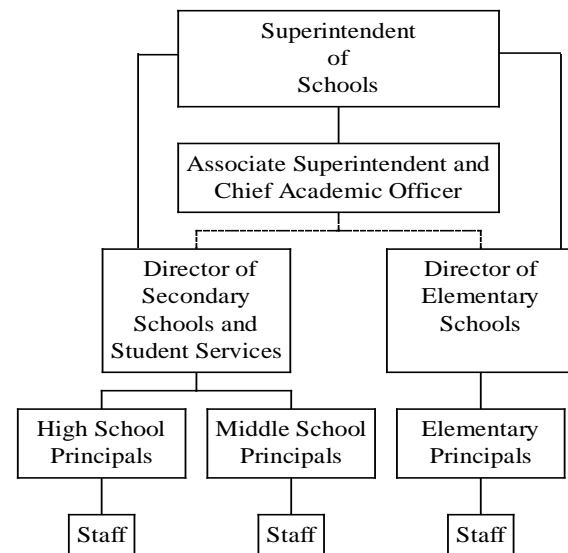 Superintendent
of
Schools
Associate Superintendent and
Chief Academic Officer
Director of
Secondary
Schools and
Student Services
Director of
Elementary
Schools
High School
Principals
Middle School
Principals
Elementary
Principals
Staff
Staff
Staff